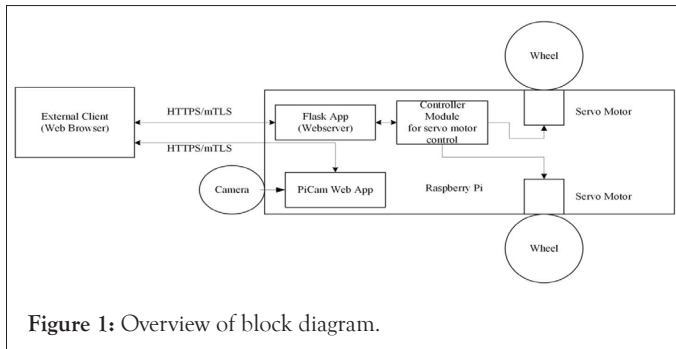 Wheel
External Client
(Web Browser)
HTTPS/mTLS
HTTPS/mTLS
Flask App
(Webserver)
Controller
Module
for servo motor
control
Servo Motor
Camera
PiCam Web App
Raspberry Pi
Servo Motor
Wheel
Figure 1: Overview of block diagram.